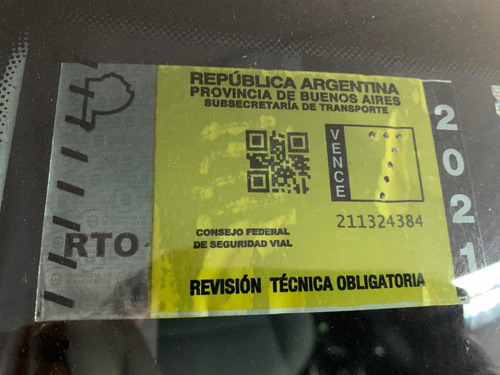 REPÚBLICA ARGENTINA
PROVINCIA DE BUENOS AIRES
SUBSECRETARÍA DE TRANSPORTE
VENCE
7
2021
211324384
CONSEJO FEDERAL
DE SEGURIDAD VIAL
RTO
REVISIÓN TÉCNICA OBLIGATORIA